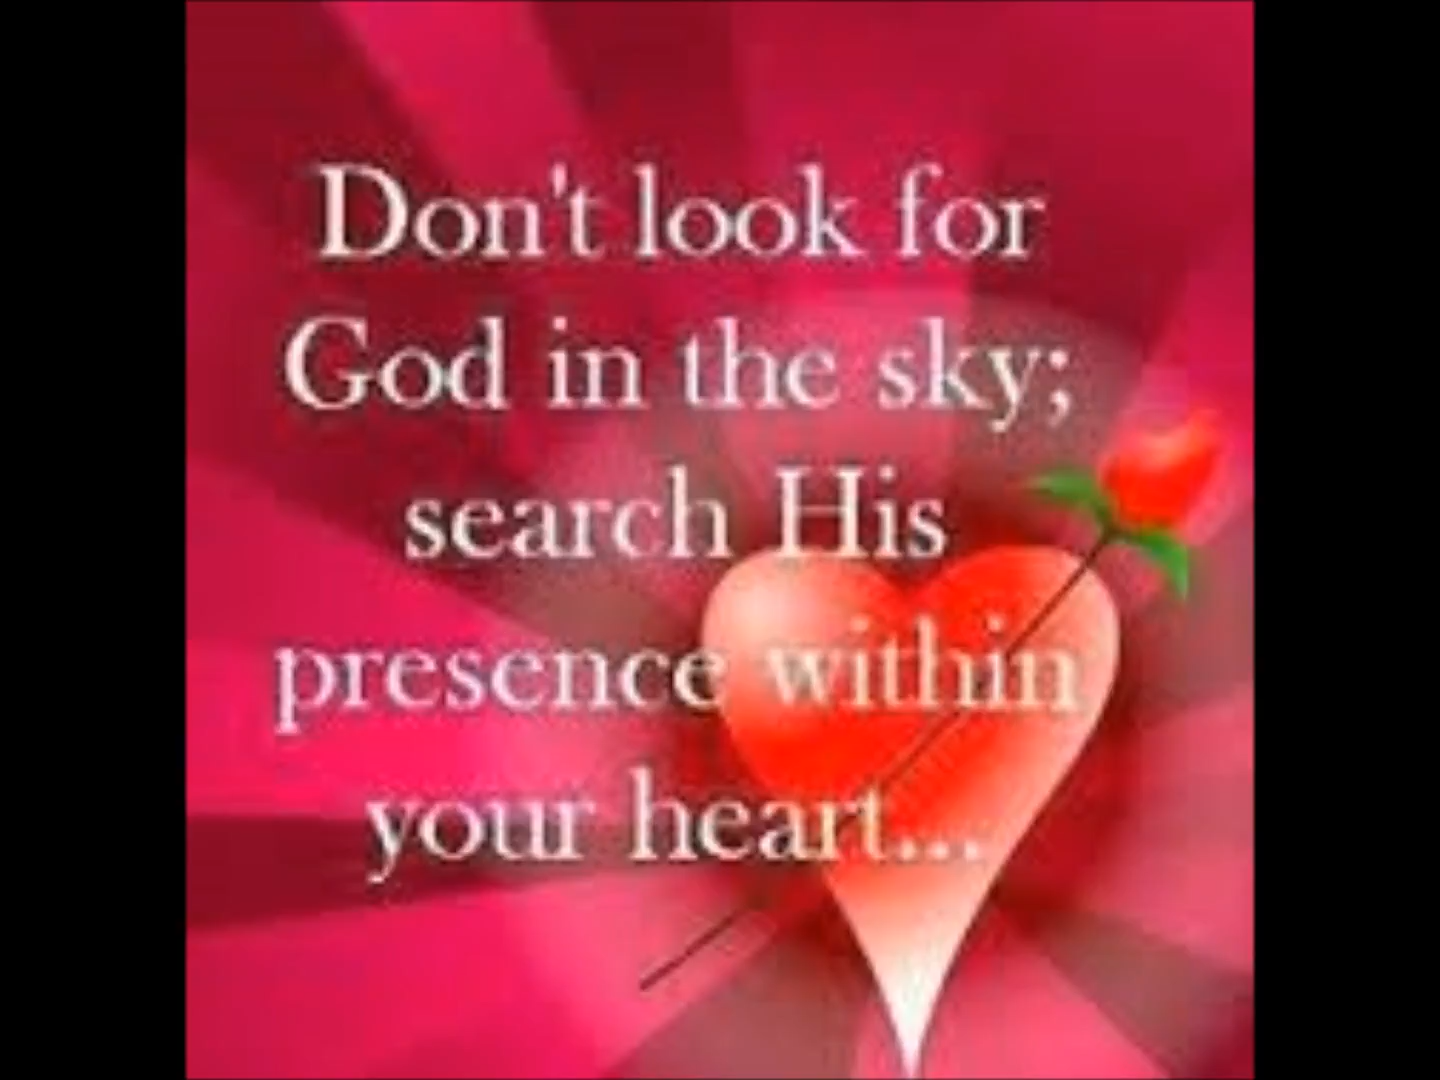 Don't look for
God in the sky;
search His
presence within
your heart...